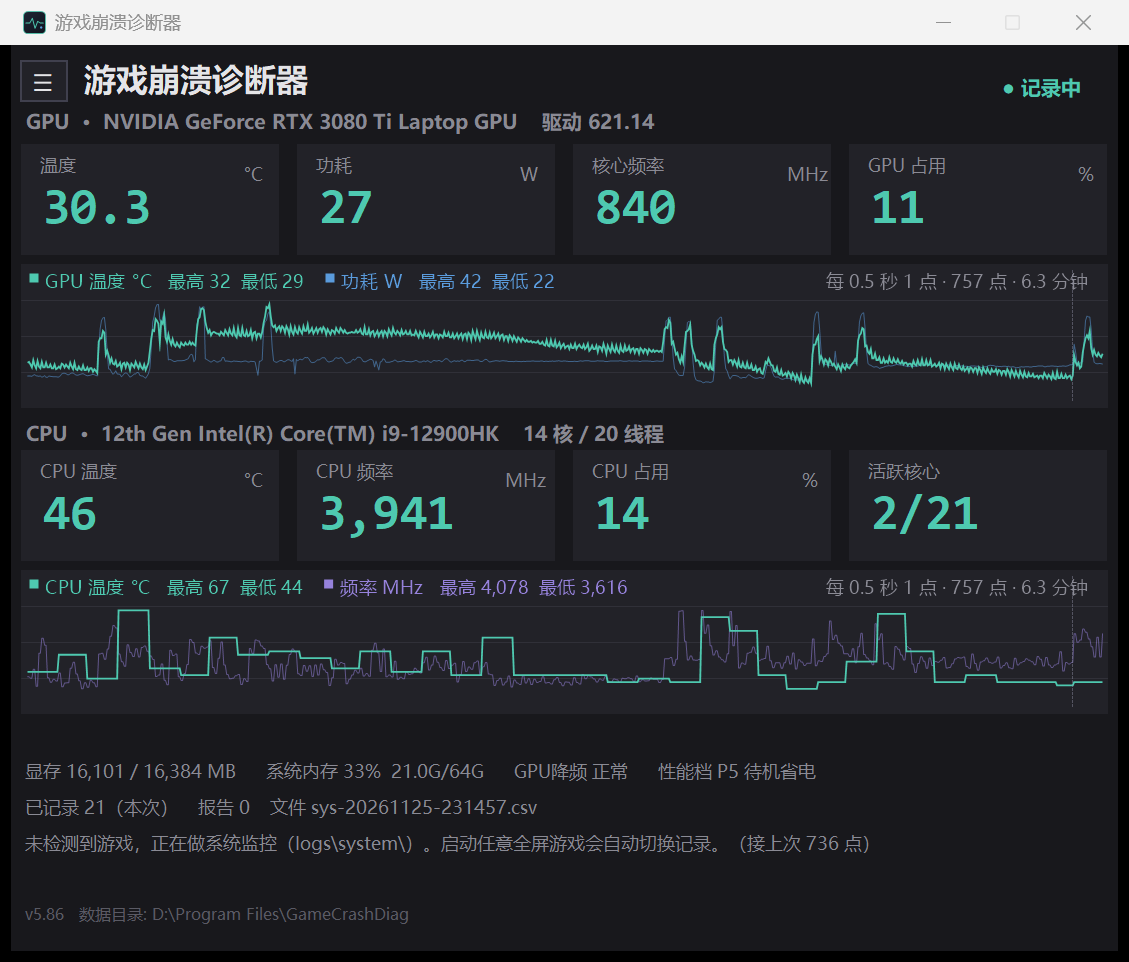 游戏崩溃诊断器
☰ 游戏崩溃诊断器 ● 记录中
GPU • NVIDIA GeForce RTX 3080 Ti Laptop GPU 驱动 621.14
温度 °C 功耗 W 核心频率 MHz GPU 占用 %
30.3 27 840 11
GPU 温度 °C 最高 32 最低 29 功耗 W 最高 42 最低 22 每 0.5 秒 1 点 · 757 点 · 6.3 分钟
CPU • 12th Gen Intel(R) Core(TM) i9-12900HK 14 核 / 20 线程
CPU 温度 °C CPU 频率 MHz CPU 占用 % 活跃核心
46 3,941 14 2/21
CPU 温度 °C 最高 67 最低 44 频率 MHz 最高 4,078 最低 3,616 每 0.5 秒 1 点 · 757 点 · 6.3 分钟
显存 16,101 / 16,384 MB 系统内存 33% 21.0G/64G GPU降频 正常 性能档 P5 待机省电
已记录 21（本次） 报告 0 文件 sys-20261125-231457.csv
未检测到游戏，正在做系统监控（logs\system\）。启动任意全屏游戏会自动切换记录。（接上次 736 点）
v5.86 数据目录: D:\Program Files\GameCrashDiag